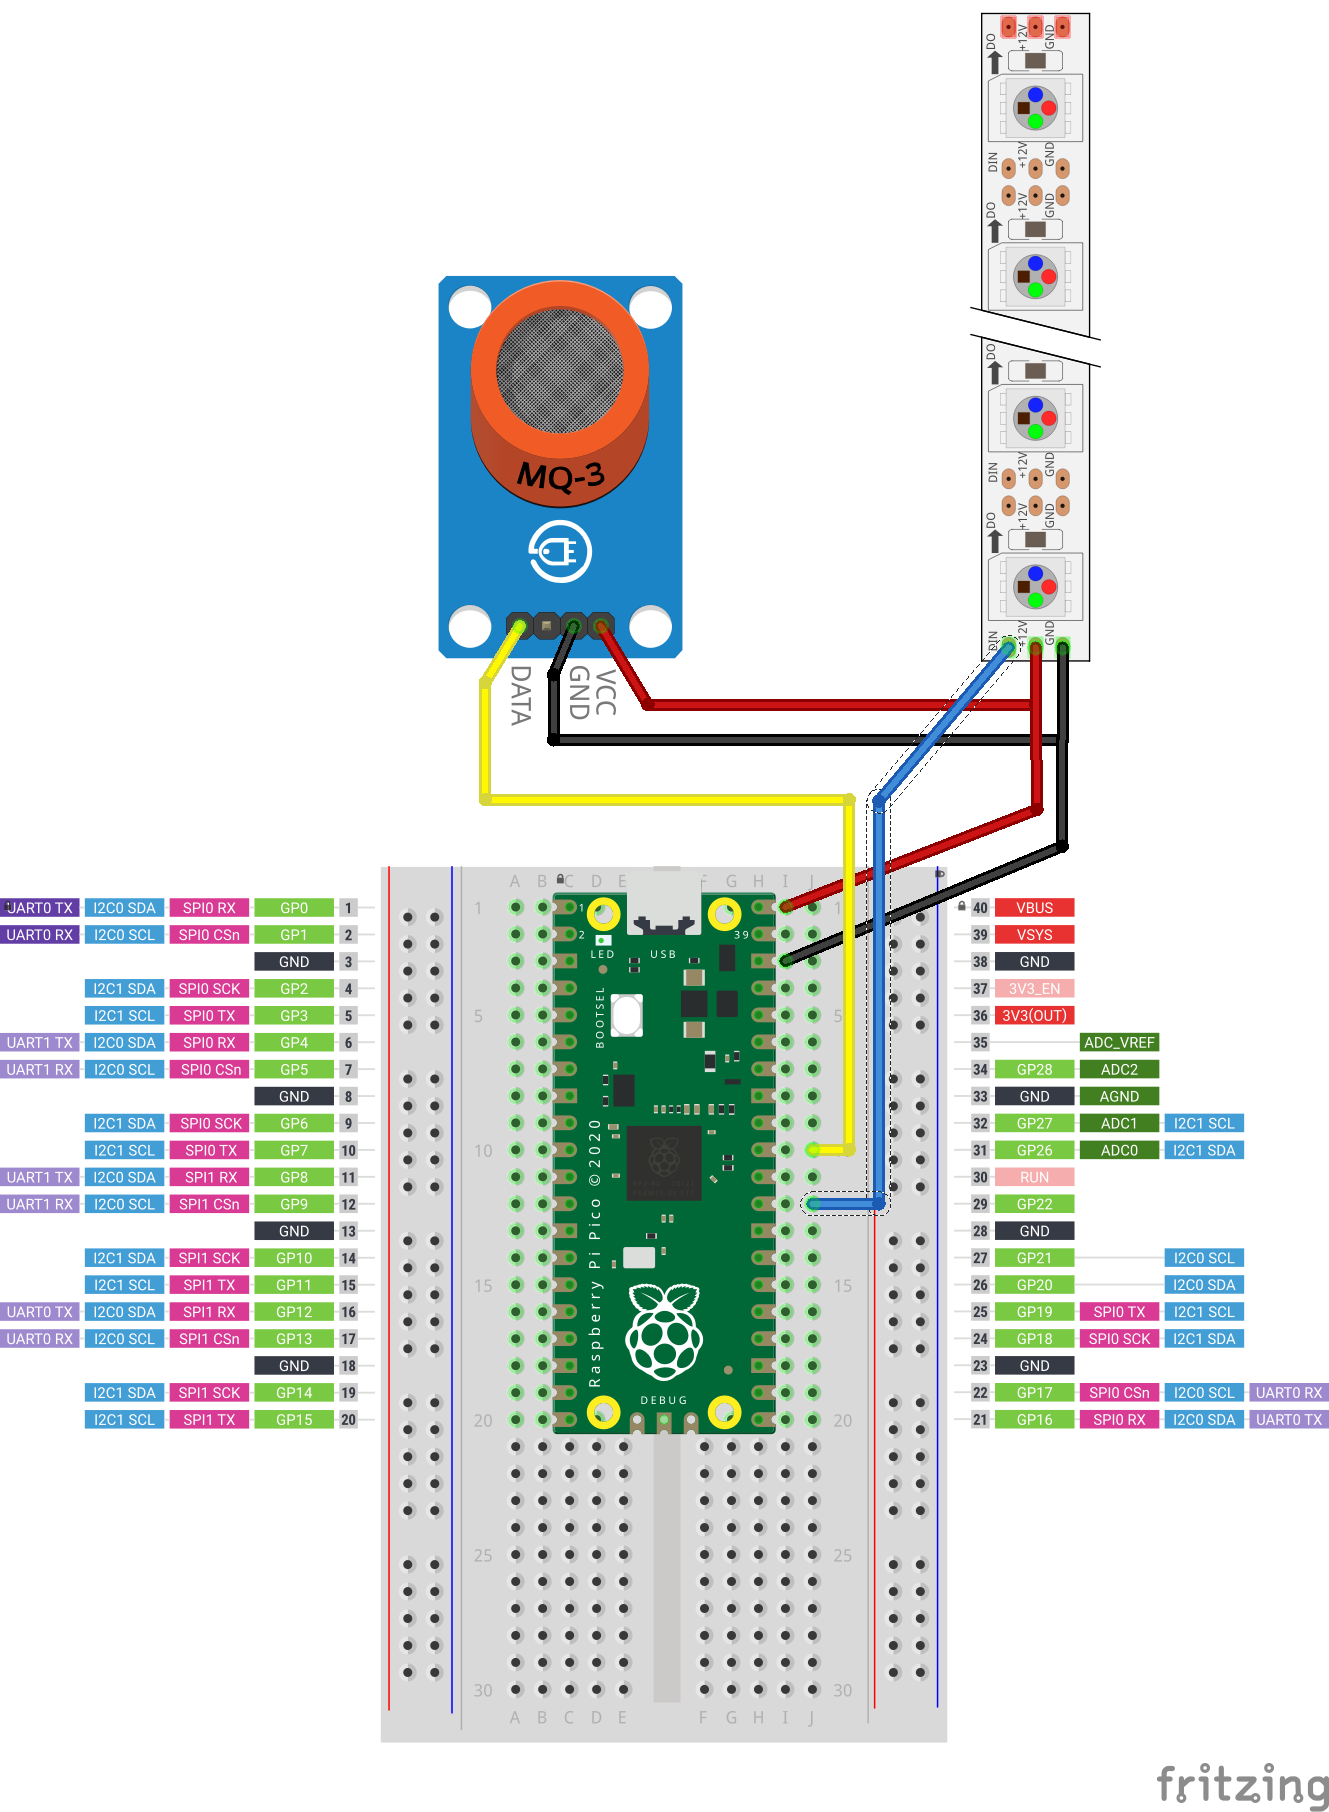 DO +12V GND
DIN +12V GND
DO +12V GND
DO
DIN +12V GND
DO +12V GND
DIN +12V GND
MQ-3
DATA GND VCC
A B C D E F G H I J
1 1 1
2 39
LED USB
BOOTSEL
5 5
10 10
15 15
20 20
25 25
30 30
Raspberry Pi Pico ©2020
DEBUG
A B C D E F G H I J
UART0 TX I2C0 SDA SPI0 RX GP0 1
UART0 RX I2C0 SCL SPI0 CSn GP1 2
GND 3
I2C1 SDA SPI0 SCK GP2 4
I2C1 SCL SPI0 TX GP3 5
UART1 TX I2C0 SDA SPI0 RX GP4 6
UART1 RX I2C0 SCL SPI0 CSn GP5 7
GND 8
I2C1 SDA SPI0 SCK GP6 9
I2C1 SCL SPI0 TX GP7 10
UART1 TX I2C0 SDA SPI1 RX GP8 11
UART1 RX I2C0 SCL SPI1 CSn GP9 12
GND 13
I2C1 SDA SPI1 SCK GP10 14
I2C1 SCL SPI1 TX GP11 15
UART0 TX I2C0 SDA SPI1 RX GP12 16
UART0 RX I2C0 SCL SPI1 CSn GP13 17
GND 18
I2C1 SDA SPI1 SCK GP14 19
I2C1 SCL SPI1 TX GP15 20
40 VBUS
39 VSYS
38 GND
37 3V3_EN
36 3V3(OUT)
35 ADC_VREF
34 GP28 ADC2
33 GND AGND
32 GP27 ADC1 I2C1 SCL
31 GP26 ADC0 I2C1 SDA
30 RUN
29 GP22
28 GND
27 GP21 I2C0 SCL
26 GP20 I2C0 SDA
25 GP19 SPI0 TX I2C1 SCL
24 GP18 SPI0 SCK I2C1 SDA
23 GND
22 GP17 SPI0 CSn I2C0 SCL UART0 RX
21 GP16 SPI0 RX I2C0 SDA UART0 TX
fritzing